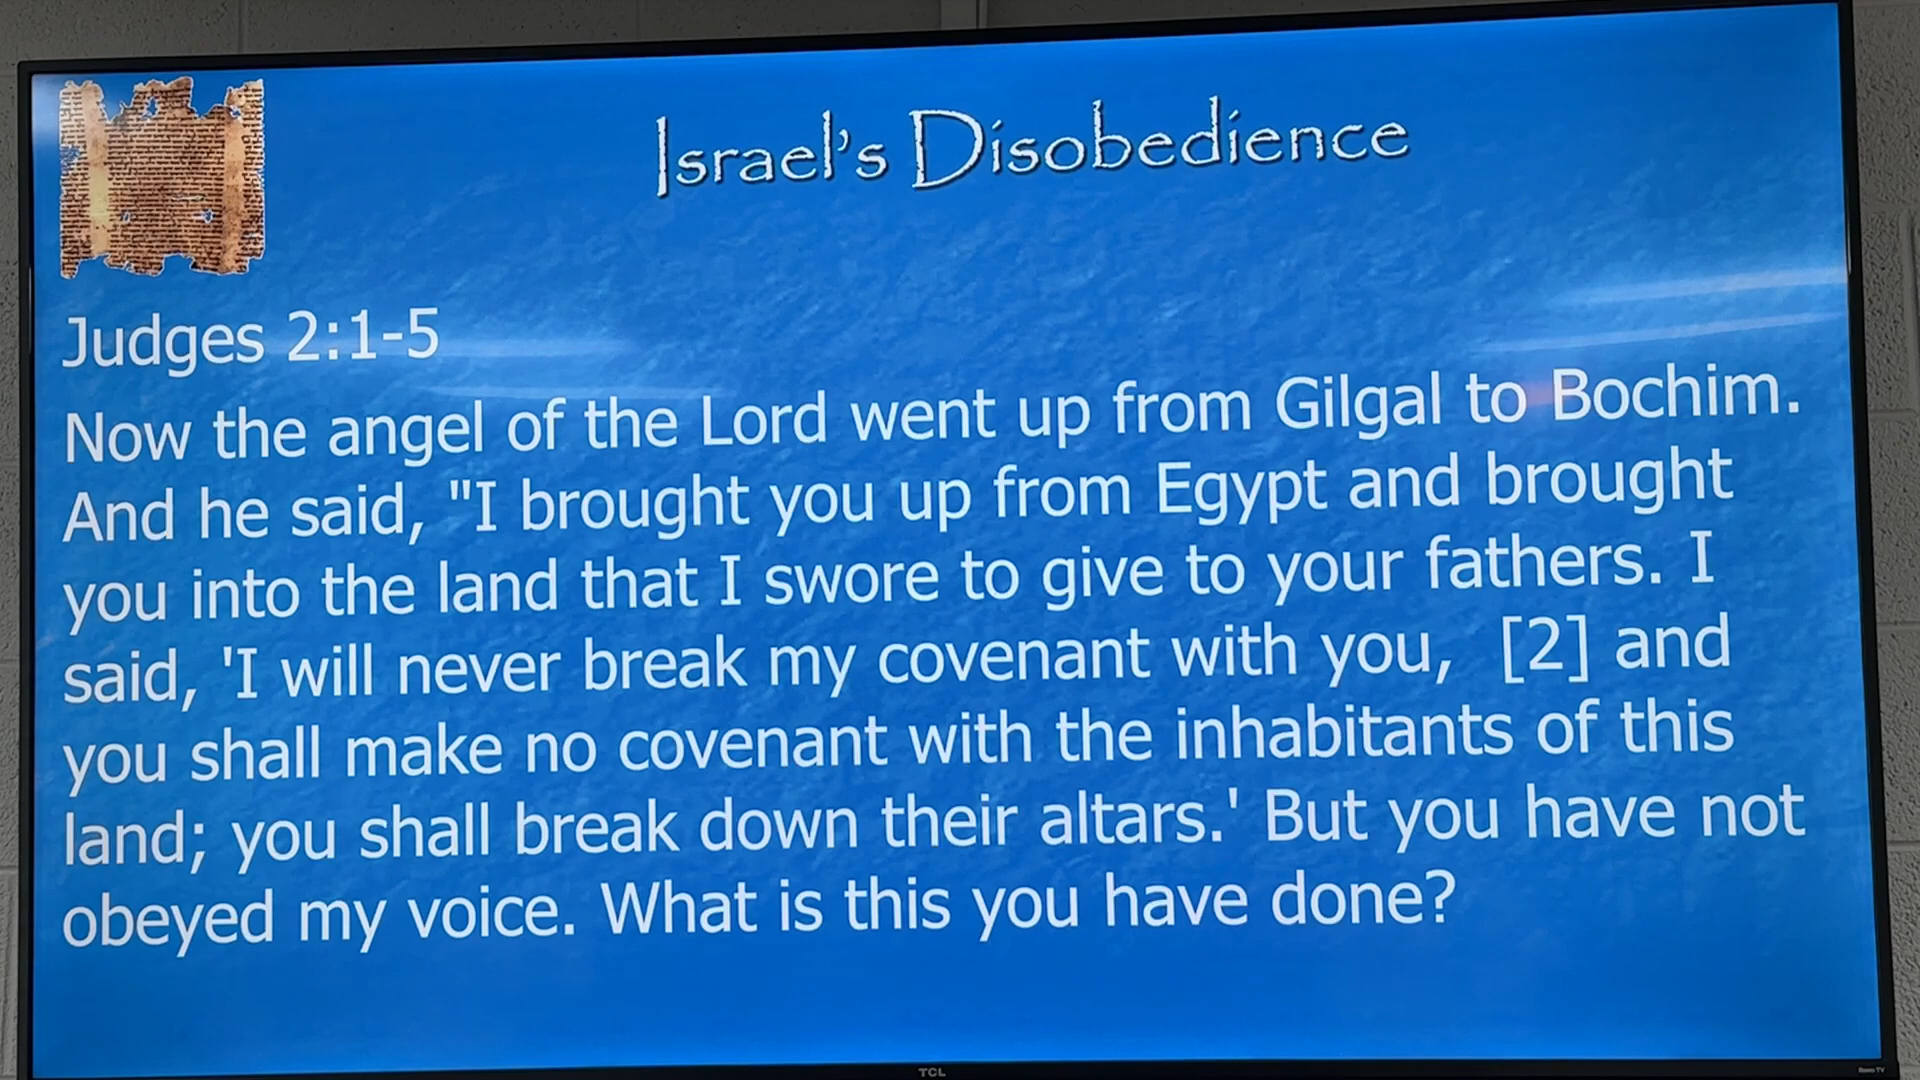 Israel's Disobedience
Judges 2:1-5
Now the angel of the Lord went up from Gilgal to Bochim.
And he said, "I brought you up from Egypt and brought
you into the land that I swore to give to your fathers. I
said, 'I will never break my covenant with you,  [2] and
you shall make no covenant with the inhabitants of this
land; you shall break down their altars.' But you have not
obeyed my voice. What is this you have done?
TCL
Roku TV